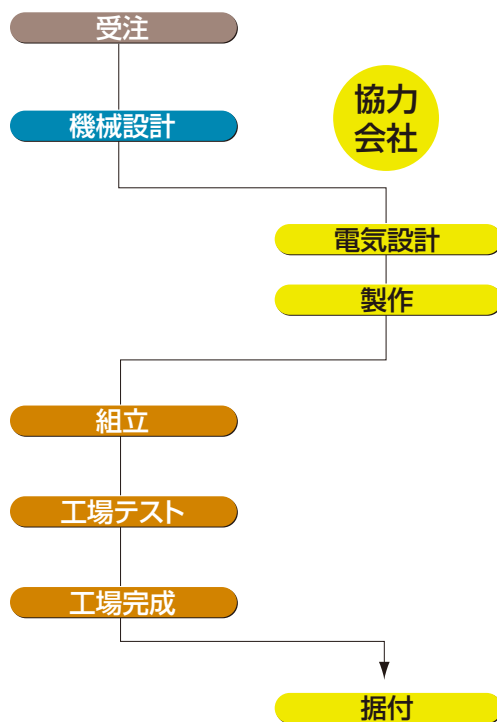 受注
機械設計
協力
会社
電気設計
製作
組立
工場テスト
工場完成
据付